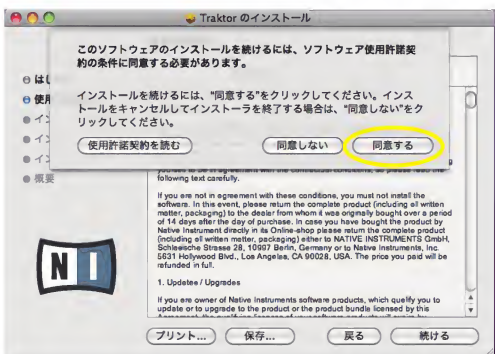 Traktor のインストール
このソフトウェアのインストールを続けるには、ソフトウェア使用許諾契
約の条件に同意する必要があります。
インストールを続けるには、"同意する"をクリックしてください。インス
トールをキャンセルしてインストーラを終了する場合は、"同意しない"をク
リックしてください。
使用許諾契約を読む
同意しない
同意する
はじ
使用
イン
イン
イン
概要
following text carefully.
If you are not in agreement with these conditions, you must not install the
software. In this event, please return the complete product (including all written
matter, packaging) to the dealer from whom it was originally bought over a period
of 14 days after the day of purchase. In case you have bought the product by
Native Instrument directly in its Online-shop please return the complete product
(including all written matter, packaging) either to NATIVE INSTRUMENTS GmbH,
Schlesische Strasse 28, 10997 Berlin, Germany or to Native Instruments, Inc.
5631 Hollywood Blvd., Los Angeles, CA 90028, USA. The price you paid will be
refunded in full.
1. Updates / Upgrades
If you are owner of Native Instruments software products, which qualify you to
update or to upgrade to the product or the product bundle licensed by this
NI
プリント...
保存...
戻る
続ける